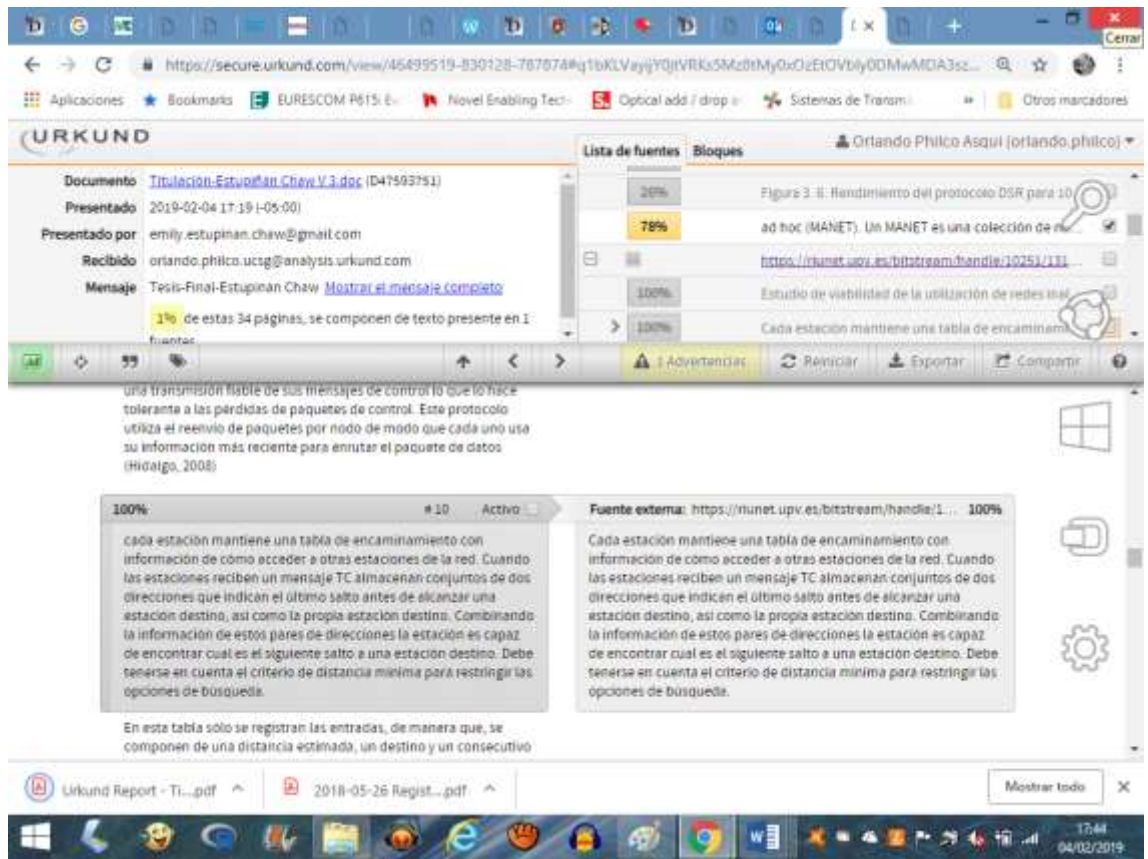 Cerrar
https://secure.urkund.com/view/46499519-830128-787874#
Aplicaciones Bookmarks EURESCOM P615: E Novel Enabling Tech Optical add / drop Sistemas de Transm Otros marcadores
URKUND
Lista de fuentes Bloques
Orlando Philco Asqui (orlando.philco)
Documento Titulación-Estupiñan Chaw V 3.doc (D47593751)
Presentado 2019-02-04 17:19 (-05:00)
Presentado por emily.estupinan.chaw@gmail.com
Recibido orlando.philco.ucsg@analysis.urkund.com
Mensaje Tesis-Final-Estupinan Chaw Mostrar el mensaje completo
1% de estas 34 páginas, se componen de texto presente en 1
fuentes.
26% Figura 3. 6. Rendimiento del protocolo DSR para 10
78% ad hoc (MANET). Un MANET es una colección de
https://riunet.upv.es/bitstream/handle/10251/131...
100% Estudio de viabilidad de la utilización de redes
100% Cada estación mantiene una tabla de encaminam
1 Advertencias Reiniciar Exportar Compartir
una transmisión fiable de sus mensajes de control lo que lo hace
tolerante a las pérdidas de paquetes de control. Este protocolo
utiliza el reenvío de paquetes por nodo de modo que cada uno usa
su información más reciente para enrutar el paquete de datos
(Hidalgo, 2008)
100% #10 Activo
cada estación mantiene una tabla de encaminamiento con
información de cómo acceder a otras estaciones de la red. Cuando
las estaciones reciben un mensaje TC almacenan conjuntos de dos
direcciones que indican el último salto antes de alcanzar una
estación destino, así como la propia estación destino. Combinando
la información de estos pares de direcciones la estación es capaz
de encontrar cual es el siguiente salto a una estación destino. Debe
tenerse en cuenta el criterio de distancia mínima para restringir las
opciones de búsqueda.
Fuente externa: https://riunet.upv.es/bitstream/handle/1... 100%
Cada estación mantiene una tabla de encaminamiento con
información de cómo acceder a otras estaciones de la red. Cuando
las estaciones reciben un mensaje TC almacenan conjuntos de dos
direcciones que indican el último salto antes de alcanzar una
estación destino, así como la propia estación destino. Combinando
la información de estos pares de direcciones la estación es capaz
de encontrar cual es el siguiente salto a una estación destino. Debe
tenerse en cuenta el criterio de distancia mínima para restringir las
opciones de búsqueda.
En esta tabla sólo se registran las entradas, de manera que, se
componen de una distancia estimada, un destino y un consecutivo
Urkund Report - Ti....pdf 2018-05-26 Regist....pdf Mostrar todo
17:44
04/02/2019